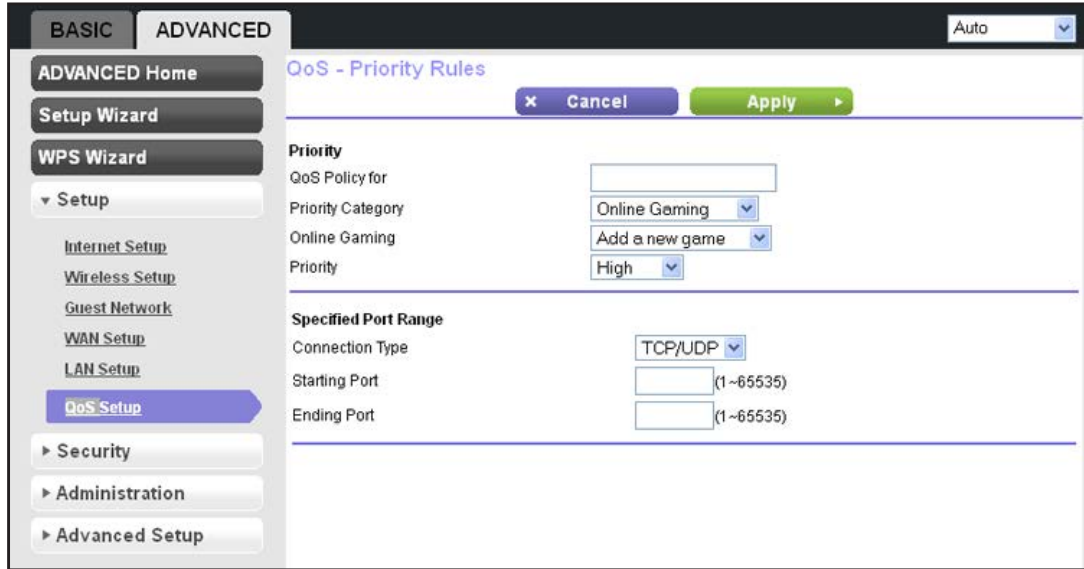 BASIC
ADVANCED
Auto
ADVANCED Home
Setup Wizard
WPS Wizard
Setup
Internet Setup
Wireless Setup
Guest Network
WAN Setup
LAN Setup
QoS Setup
Security
Administration
Advanced Setup
QoS - Priority Rules
Cancel
Apply
Priority
QoS Policy for
Priority Category Online Gaming
Online Gaming Add a new game
Priority High
Specified Port Range
Connection Type TCP/UDP
Starting Port (1~65535)
Ending Port (1~65535)